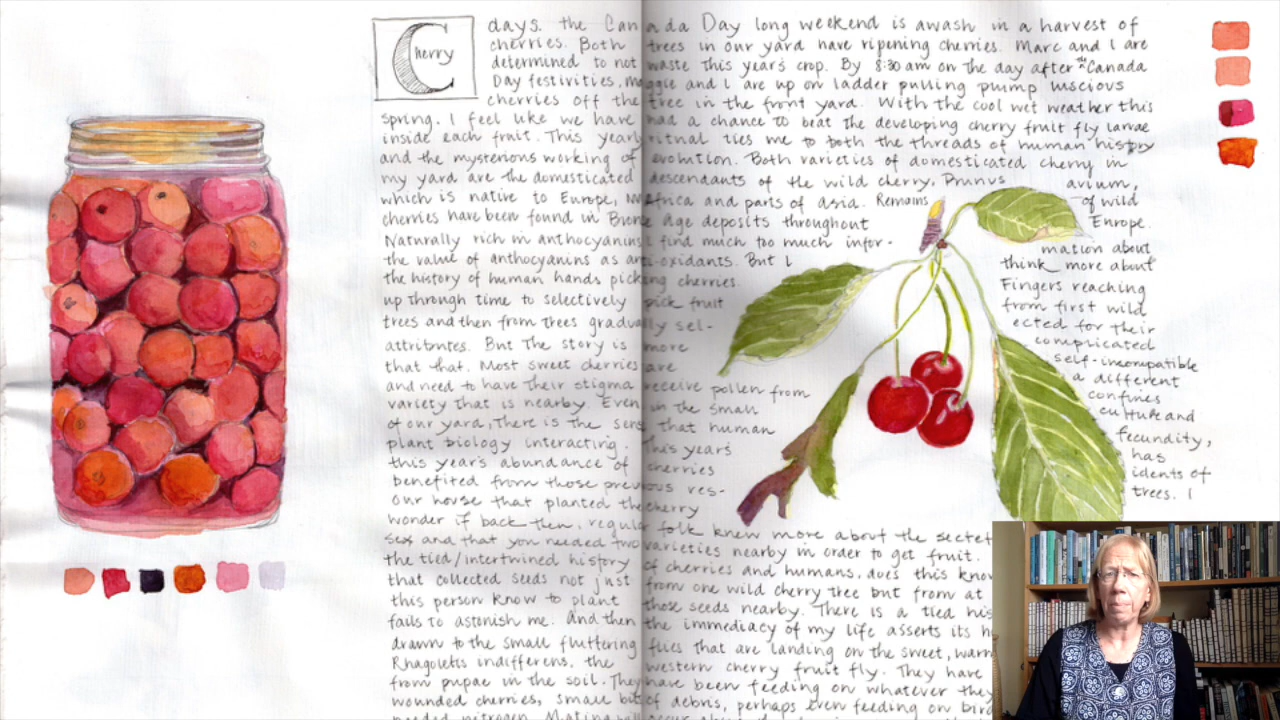 Cherry days. the Canada Day long weekend is awash in a harvest of
cherries. Both trees in our yard have ripening cherries. Marc and I are
determined to not waste this year's crop. By 8:30 am on the day after the Canada
Day festivities, Maggie and I are up on ladder pulling plump luscious
cherries off the tree in the front yard. With the cool wet weather this
spring. I feel like we have had a chance to beat the developing cherry fruit fly larvae
inside each fruit. This yearly ritual ties me to both the threads of human history
and the mysterious working of evolution. Both varieties of domesticated cherry in
my yard are the domesticated descendants of the wild cherry, Prunus avium,
which is native to Europe, NW Africa and parts of asia. Remains of wild
cherries have been found in Bronze Age deposits throughout Europe.
Naturally rich in anthocyanins I find much too much infor- mation about
the value of anthocyanins as anti-oxidants. But I think more about
the history of human hands picking cherries. Fingers reaching
up through time to selectively pick fruit from first wild
trees and then from trees gradually sel- ected for their
attributes. But the story is more complicated
that that. Most sweet cherries are self-incompatible
and need to have their stigma receive pollen from a different
variety that is nearby. Even in the small confines
of our yard, There is the sense that human culture and
plant biology interacting. This years fecundity,
this year's abundance of cherries has
benefited from those previous res- idents of
our house that planted the cherry trees. I
wonder if back then, regular folk knew more about the secret
sex and that you needed two varieties nearby in order to get fruit.
the tied/intertwined history of cherries and humans, does this know
that collected seeds not just from one wild cherry tree but from at
this person know to plant those seeds nearby. There is a tied his
fails to astonish me. And then the immediacy of my life asserts its h
drawn to the small fluttering flies that are landing on the sweet, warm
Rhagoletis indifferens, the western cherry fruit fly. They have
from pupae in the soil. They have been feeding on whatever they
wounded cherries, small bits of debris, perhaps even feeding on bird